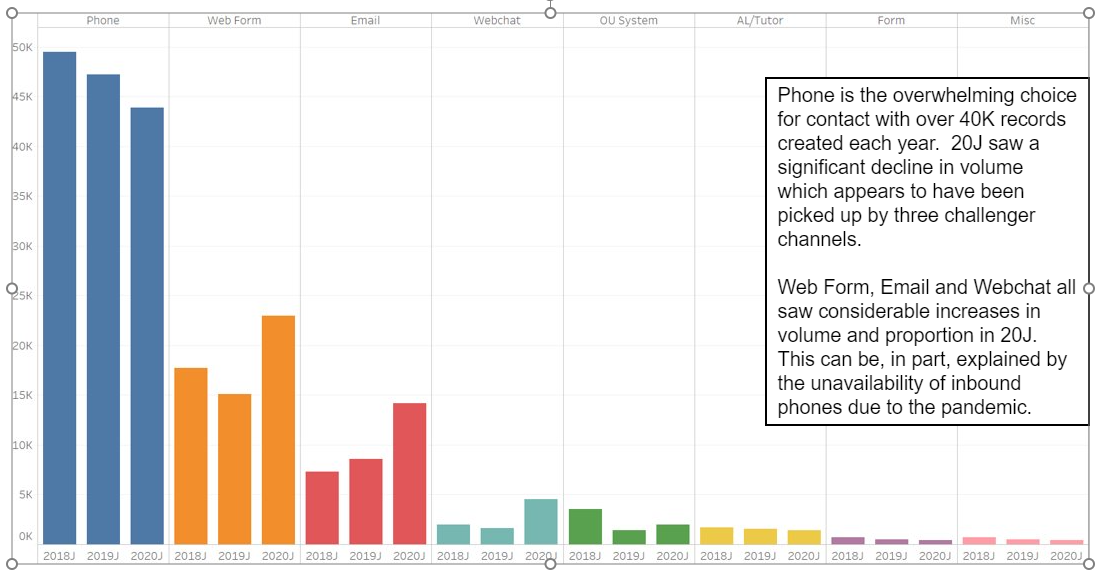 Phone Web Form Email Webchat OU System AL/Tutor Form Misc
50K
45K
40K
35K
30K
25K
20K
15K
10K
5K
0K
Phone is the overwhelming choice
for contact with over 40K records
created each year.  20J saw a
significant decline in volume
which appears to have been
picked up by three challenger
channels.
Web Form, Email and Webchat all
saw considerable increases in
volume and proportion in 20J.
This can be, in part, explained by
the unavailability of inbound
phones due to the pandemic.
2018J 2019J 2020J 2018J 2019J 2020J 2018J 2019J 2020J 2018J 2019J 2020J 2018J 2019J 2020J 2018J 2019J 2020J 2018J 2019J 2020J 2018J 2019J 2020J